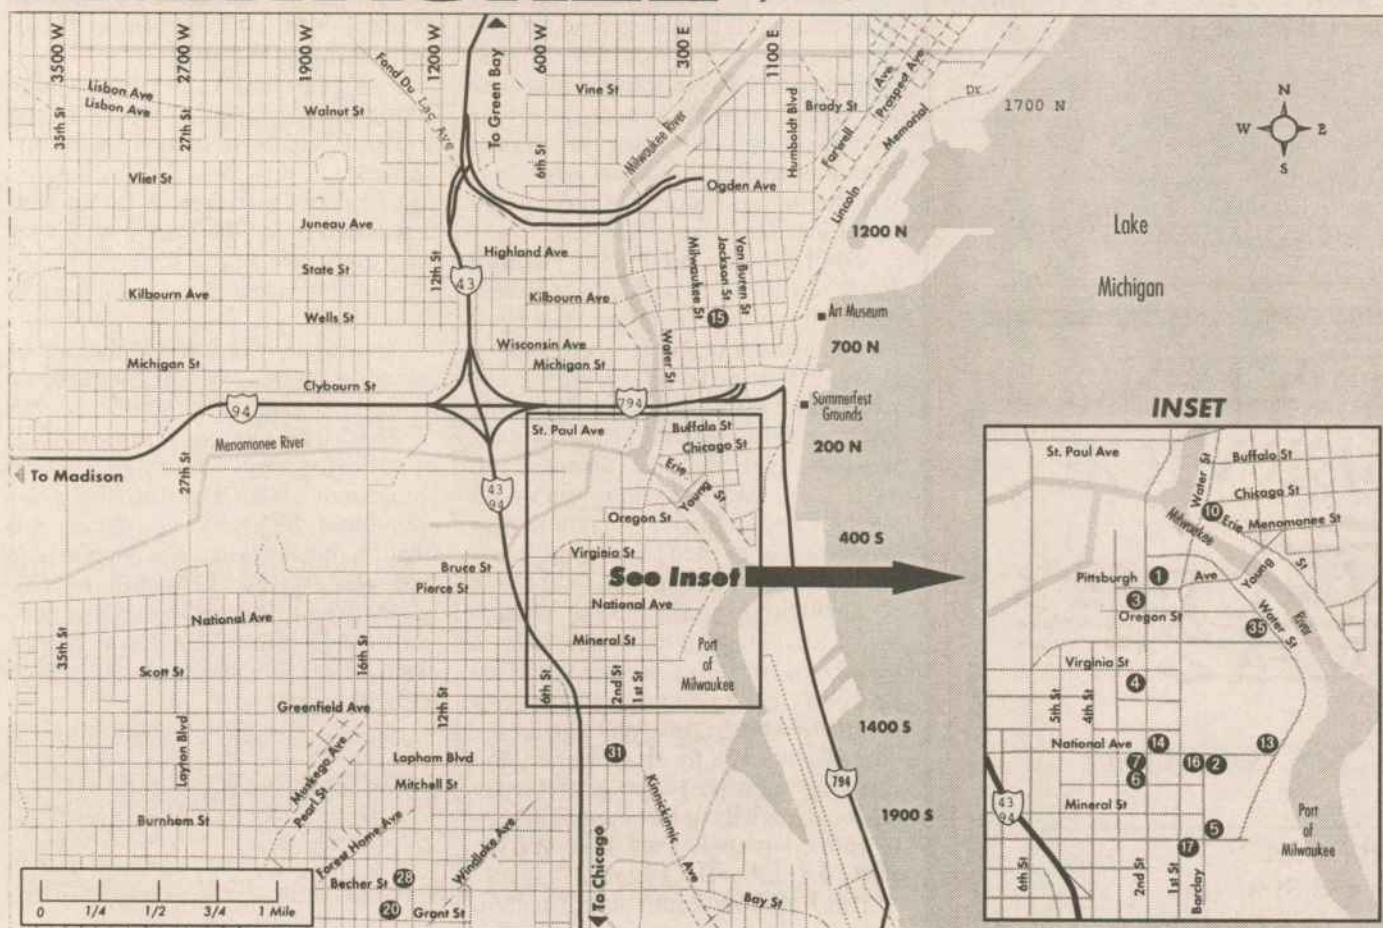 3500 W
2700 W
1900 W
1200 W
To Green Bay
600 W
300 E
1100 E
Fond Du Lac Ave
Lisbon Ave
Lisbon Ave
35th St
27th St
Walnut St
Vine St
6th St
Milwaukee River
Humboldt Blvd
Brady St
Farwell Ave
Prospect Ave
Lincoln Memorial Dr
1700 N
N
W E
S
Vliet St
Ogden Ave
Juneau Ave
1200 N
Lake
Michigan
Highland Ave
Milwaukee St
Jackson St
Van Buren St
State St
12th St
43
Kilbourn Ave
Kilbourn Ave
Wells St
15
Art Museum
Wisconsin Ave
700 N
Michigan St
Michigan St
Water St
Clybourn St
94
794
Summerfest
Grounds
INSET
Menomonee River
St. Paul Ave
Buffalo St
Chicago St
200 N
To Madison
27th St
43
94
Erie
Young St
Oregon St
400 S
Virginia St
Bruce St
See Inset
Pierce St
National Ave
National Ave
35th St
16th St
Mineral St
Port
of
Milwaukee
Scott St
6th St
2nd St
1st St
Greenfield Ave
12th St
1400 S
Layton Blvd
Muskego Ave
Pearl St
Lapham Blvd
31
Mitchell St
Kinnickinnic Ave
794
1900 S
Burnham St
Forest Home Ave
Windlake Ave
To Chicago
Becher St
28
20
Grant St
Bay St
0 1/4 1/2 3/4 1 Mile
St. Paul Ave
Water St
Buffalo St
Chicago St
10
Erie St
Menomonee St
Milwaukee River
Pittsburgh Ave
1
Young
3
Oregon St
Water St
35
Virginia St
4
5th St
4th St
National Ave
14
13
7
16
2
6
Mineral St
43
94
5
17
Port
of
Milwaukee
6th St
2nd St
1st St
Barclay